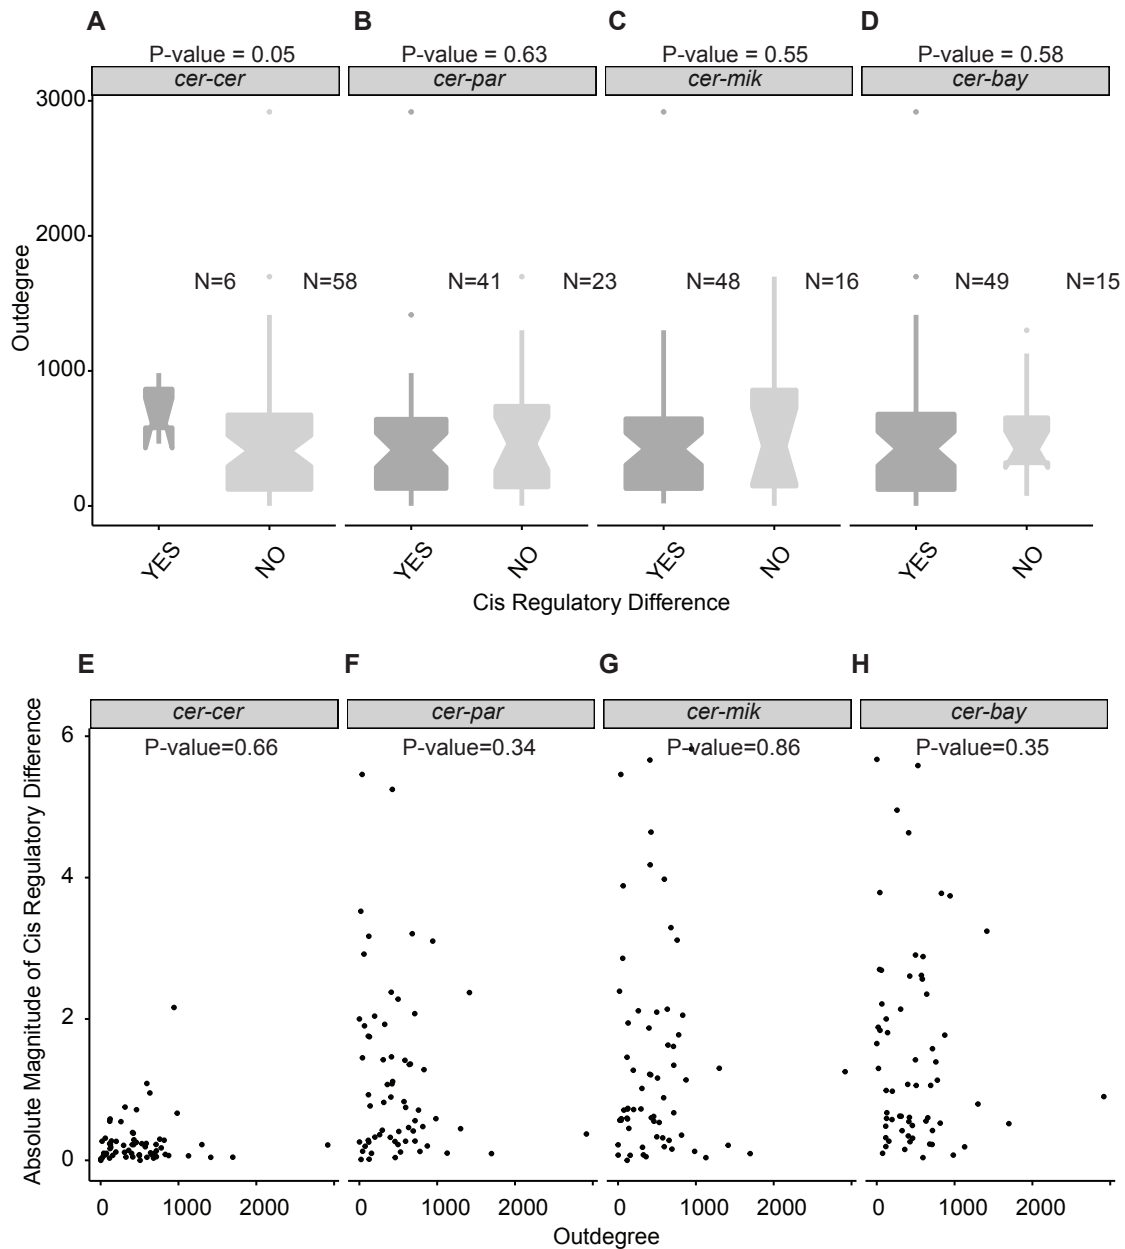 A B C D
P-value = 0.05 P-value = 0.63 P-value = 0.55 P-value = 0.58
cer-cer cer-par cer-mik cer-bay
3000
2000
N=6 N=58 N=41 N=23 N=48 N=16 N=49 N=15
1000
0
Outdegree
YES NO YES NO YES NO YES NO
Cis Regulatory Difference
E F G H
cer-cer cer-par cer-mik cer-bay
P-value=0.66 P-value=0.34 P-value=0.86 P-value=0.35
6
4
2
0
Absolute Magnitude of Cis Regulatory Difference
0 1000 2000 0 1000 2000 0 1000 2000 0 1000 2000
Outdegree